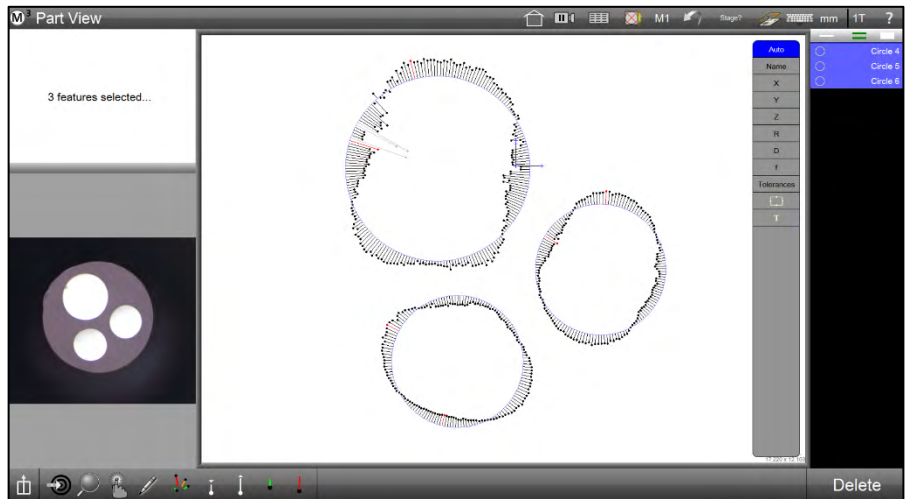 M3 Part View
M1
Stage?
mm
1T
?
3 features selected...
Auto
Name
X
Y
Z
R
D
f
Tolerances
T
Circle 4
Circle 5
Circle 6
Delete